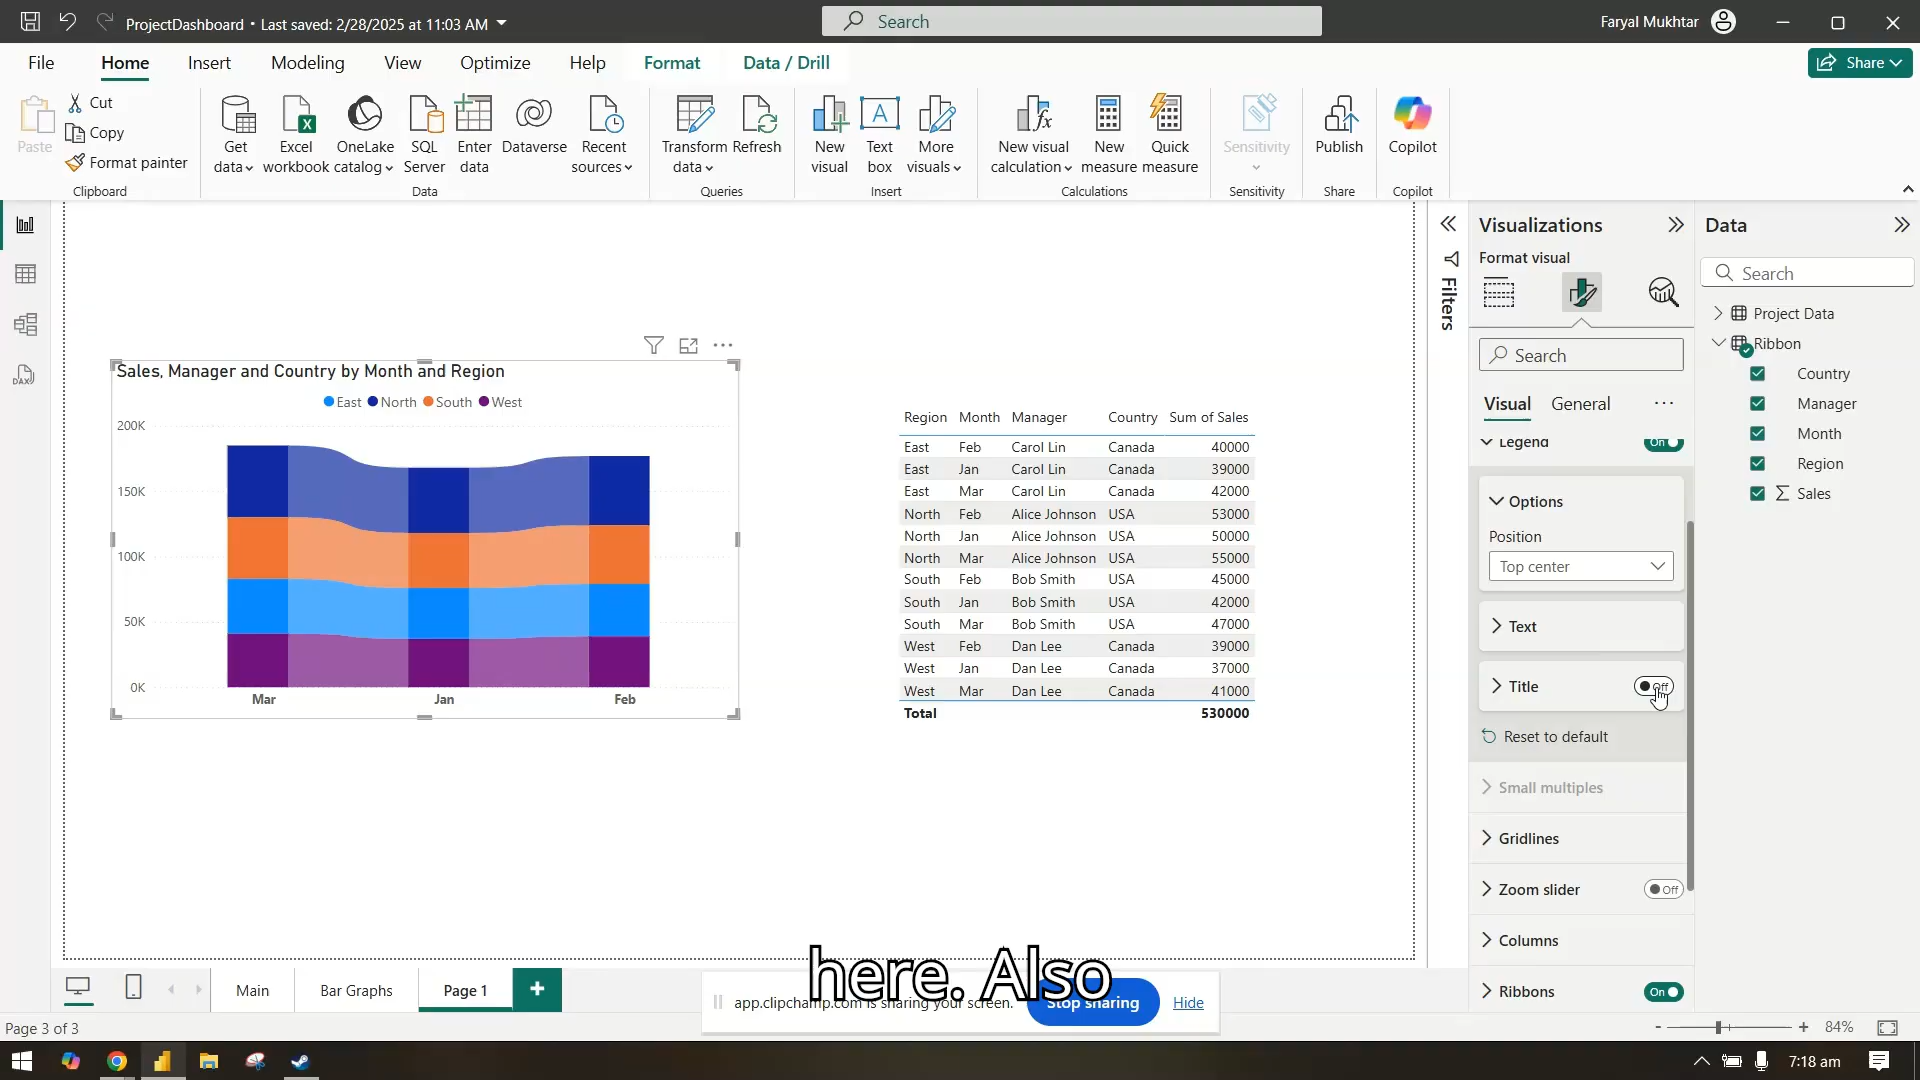 ProjectDashboard • Last saved: 2/28/2025 at 11:03 AM
Search
Faryal Mukhtar
File Home Insert Modeling View Optimize Help Format Data / Drill
Share
Paste
Cut
Copy
Format painter
Clipboard
Get data
Excel workbook
OneLake catalog
SQL Server
Enter data
Dataverse
Recent sources
Data
Transform data
Refresh
Queries
New visual
Text box
More visuals
Insert
New visual calculation
New measure
Quick measure
Calculations
Sensitivity
Sensitivity
Publish
Share
Copilot
Copilot
Sales, Manager and Country by Month and Region
East North South West
200K
150K
100K
50K
0K
Mar Jan Feb
Region Month Manager Country Sum of Sales
East Feb Carol Lin Canada 40000
East Jan Carol Lin Canada 39000
East Mar Carol Lin Canada 42000
North Feb Alice Johnson USA 53000
North Jan Alice Johnson USA 50000
North Mar Alice Johnson USA 55000
South Feb Bob Smith USA 45000
South Jan Bob Smith USA 42000
South Mar Bob Smith USA 47000
West Feb Dan Lee Canada 39000
West Jan Dan Lee Canada 37000
West Mar Dan Lee Canada 41000
Total 530000
Filters
Visualizations
Format visual
Search
Visual General
Legend On
Options
Position
Top center
Text
Title Off
Reset to default
Small multiples
Gridlines
Zoom slider Off
Columns
Ribbons On
Data
Search
Project Data
Ribbon
Country
Manager
Month
Region
Σ Sales
Main Bar Graphs Page 1 +
here. Also
app.clipchamp.com is sharing your screen. Stop sharing Hide
Page 3 of 3
- + 84%
7:18 am